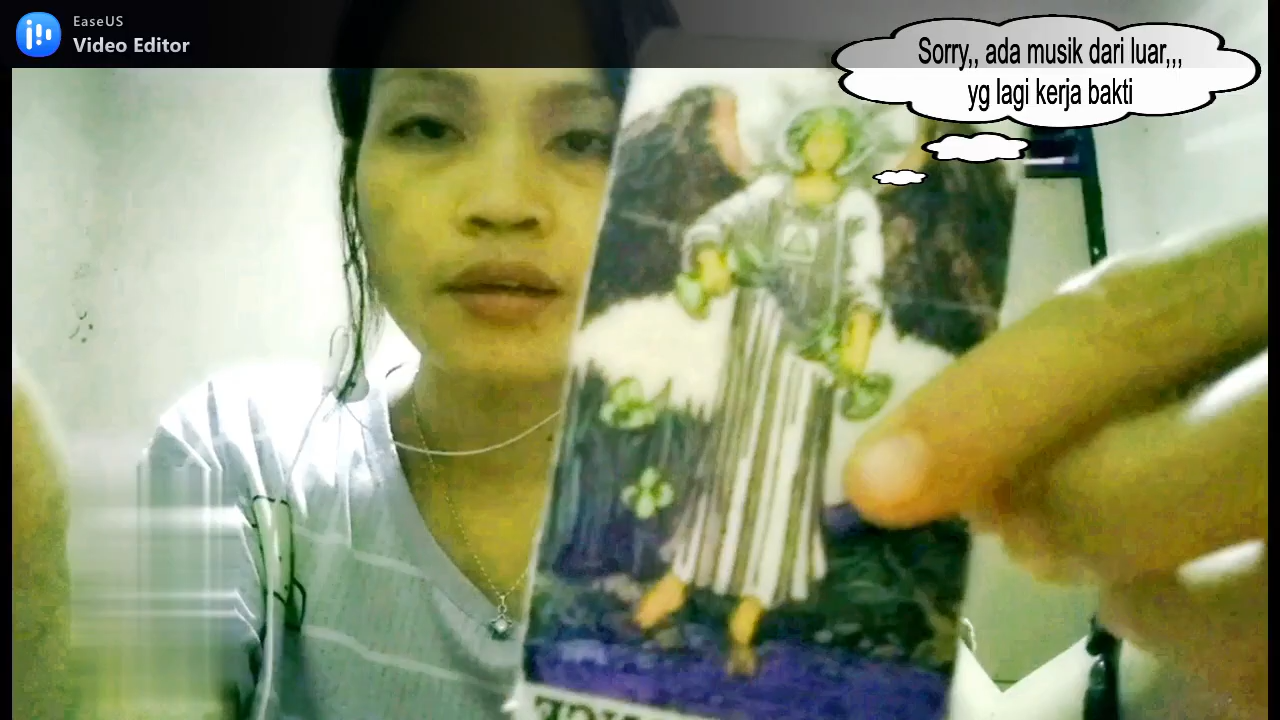 EaseUS
Video Editor
Sorry,, ada musik dari luar,,,
yg lagi kerja bakti